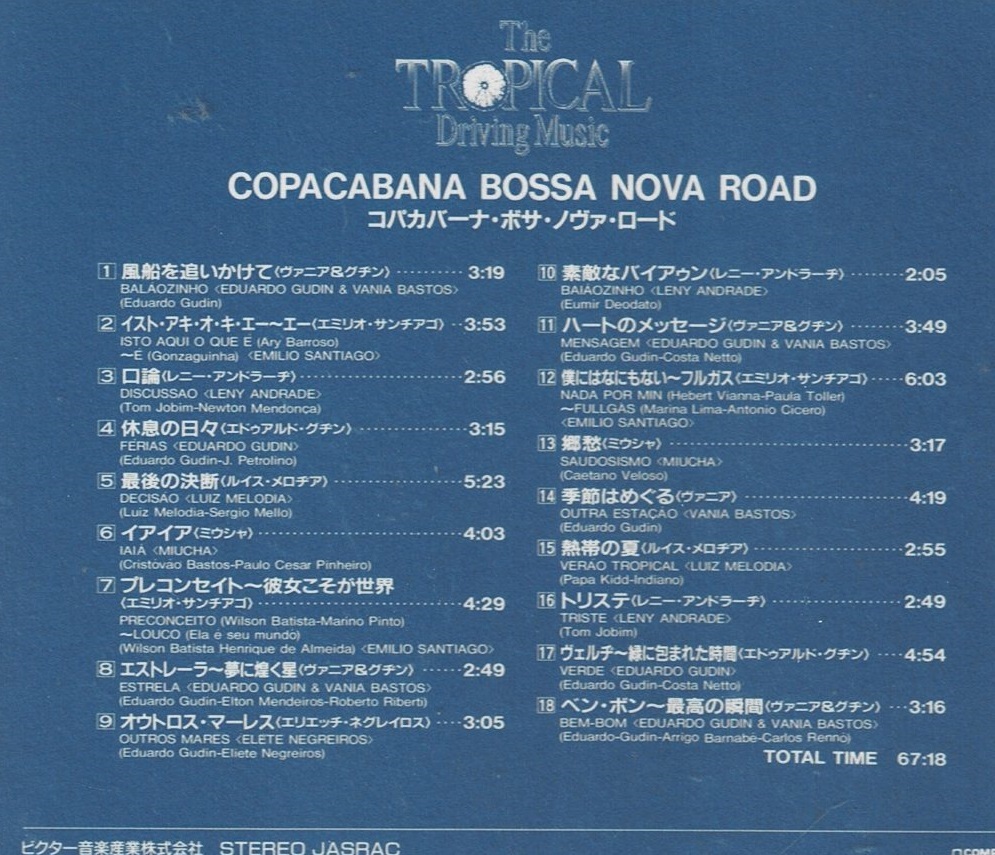 The
TROPICAL
Driving Music
COPACABANA BOSSA NOVA ROAD
コパカバーナ・ボサ・ノヴァ・ロード
1 風船を追いかけて〈ヴァニア&グヂン〉 ·········· 3:19
BALAOZINHO 〈EDUARDO GUDIN & VANIA BASTOS〉
(Eduardo Gudin)
2 イスト・アキ・オ・キ・エー〜エー〈エミリオ・サンチアゴ〉 ·· 3:53
ISTO AQUI O QUE E (Ary Barroso)
〜E (Gonzaguinha) 〈EMILIO SANTIAGO〉
3 口論〈レニー・アンドラーヂ〉 ·········· 2:56
DISCUSSAO 〈LENY ANDRADE〉
(Tom Jobim-Newton Mendonça)
4 休息の日々〈エドゥアルド・グヂン〉 ·········· 3:15
FERIAS 〈EDUARDO GUDIN〉
(Eduardo Gudin-J. Petrolino)
5 最後の決断〈ルイス・メロヂア〉 ·········· 5:23
DECISAO 〈LUIZ MELODIA〉
(Luiz Melodia-Sergio Mello)
6 イアイア〈ミウシャ〉 ·········· 4:03
IAIA 〈MIUCHA〉
(Cristovao Bastos-Paulo Cesar Pinheiro)
7 プレコンセイト〜彼女こそが世界
〈エミリオ・サンチアゴ〉 ·········· 4:29
PRECONCEITO (Wilson Batista-Marino Pinto)
〜LOUCO (Ela é seu mundo)
(Wilson Batista Henrique de Almeida) 〈EMILIO SANTIAGO〉
8 エストレーラ〜夢に煌く星〈ヴァニア&グヂン〉 ······ 2:49
ESTRELA 〈EDUARDO GUDIN & VANIA BASTOS〉
(Eduardo Gudin-Elton Mendeiros-Roberto Riberti)
9 オウトロス・マーレス〈エリエッチ・ネグレイロス〉 ···· 3:05
OUTROS MARES 〈ELETE NEGREIROS〉
(Eduardo Gudin-Eliete Negreiros)
10 素敵なバイアゥン〈レニー・アンドラーヂ〉 ········ 2:05
BAIAOZINHO 〈LENY ANDRADE〉
(Eumir Deodato)
11 ハートのメッセージ〈ヴァニア&グヂン〉 ········ 3:49
MENSAGEM 〈EDUARDO GUDIN & VANIA BASTOS〉
(Eduardo Gudin-Costa Netto)
12 僕にはなにもない〜フルガス〈エミリオ・サンチアゴ〉 ····· 6:03
NADA POR MIN (Hebert Vianna-Paula Toller)
〜FULLGÁS (Marina Lima-Antonio Cicero)
〈EMILIO SANTIAGO〉
13 郷愁〈ミウシャ〉 ·········· 3:17
SAUDOSISMO 〈MIUCHA〉
(Caetano Veloso)
14 季節はめぐる〈ヴァニア〉 ·········· 4:19
OUTRA ESTAÇAO 〈VANIA BASTOS〉
(Eduardo Gudin)
15 熱帯の夏〈ルイス・メロヂア〉 ·········· 2:55
VERAO TROPICAL 〈LUIZ MELODIA〉
(Papa Kidd-Indiano)
16 トリステ〈レニー・アンドラーヂ〉 ·········· 2:49
TRISTE 〈LENY ANDRADE〉
(Tom Jobim)
17 ヴェルヂ〜緑に包まれた時間〈エドゥアルド・グヂン〉 ····· 4:54
VERDE 〈EDUARDO GUDIN〉
(Eduardo Gudin-Costa Netto)
18 ベン・ボン〜最高の瞬間〈ヴァニア&グヂン〉 ··· 3:16
BEM-BOM 〈EDUARDO GUDIN & VANIA BASTOS〉
(Eduardo-Gudin-Arrigo Barnabé-Carlos Rennó)
TOTAL TIME 67:18
ビクター音楽産業株式会社 STEREO JASRAC